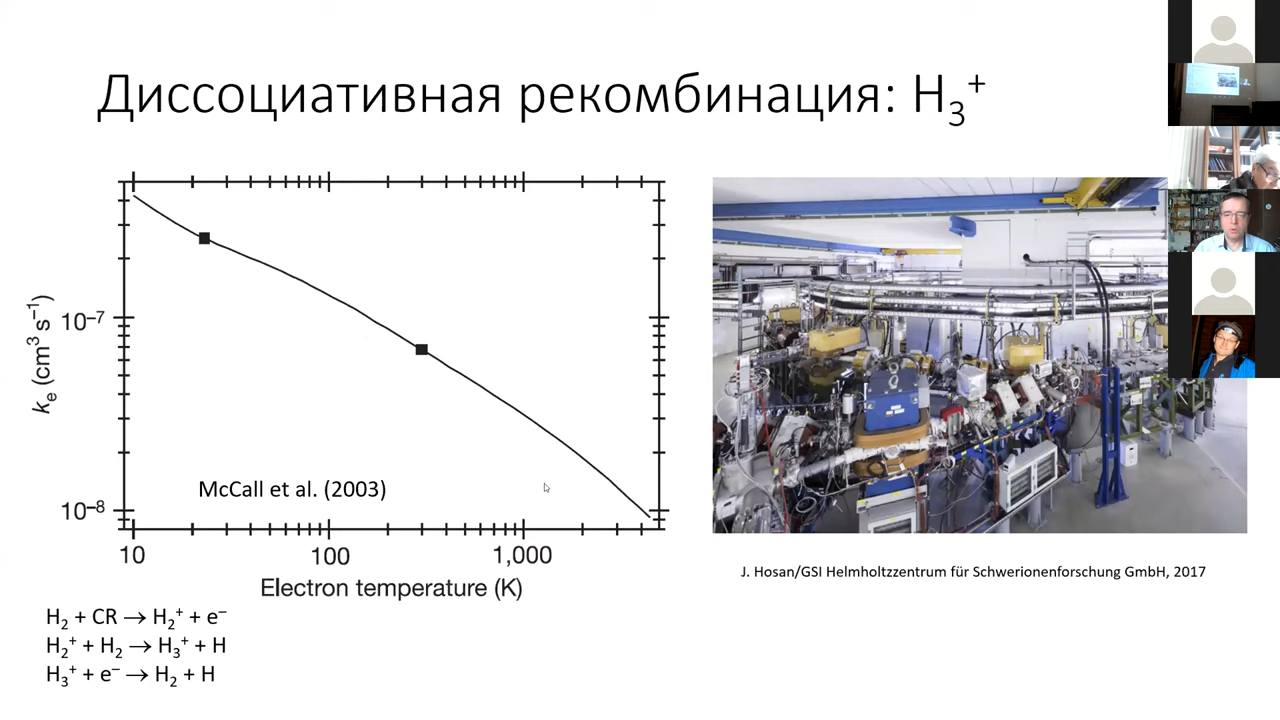 Диссоциативная рекомбинация: H₃⁺
10⁻⁷
10⁻⁸
kₑ (cm³ s⁻¹)
McCall et al. (2003)
10 100 1,000
Electron temperature (K)
J. Hosan/GSI Helmholtzzentrum für Schwerionenforschung GmbH, 2017
H₂ + CR → H₂⁺ + e⁻
H₂⁺ + H₂ → H₃⁺ + H
H₃⁺ + e⁻ → H₂ + H